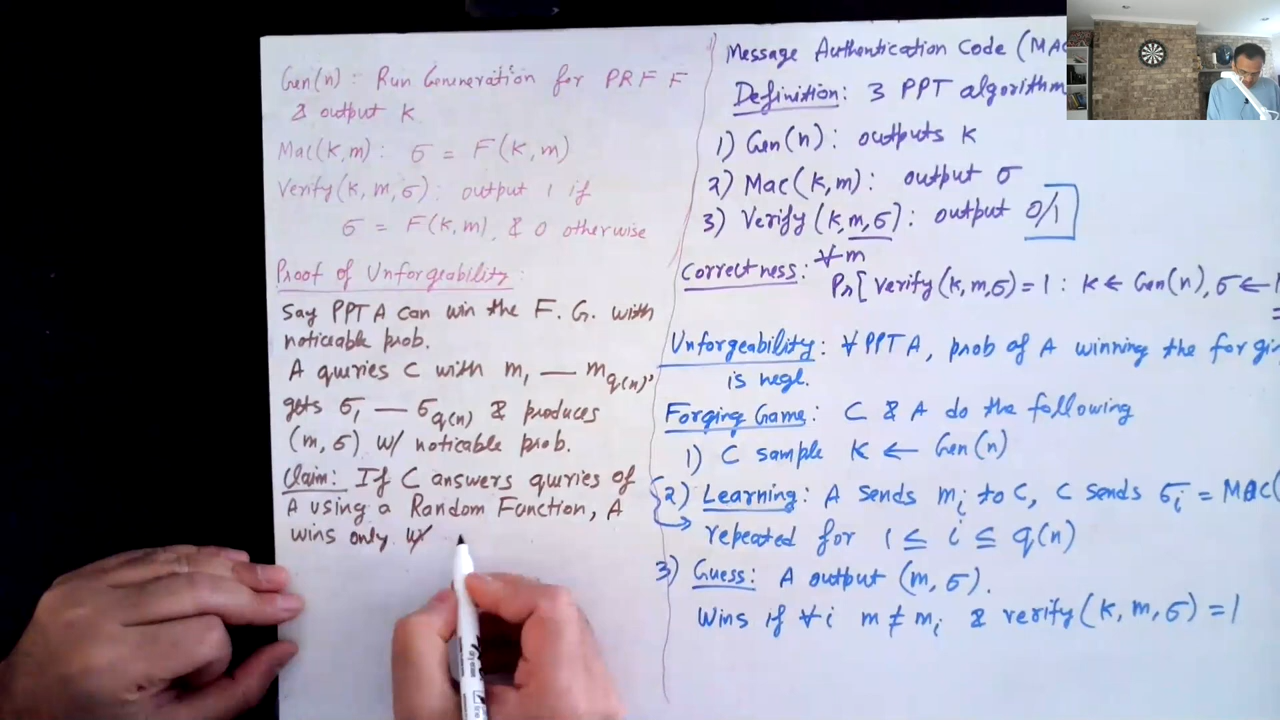 Gen(n): Run Generation for PRF F
& output k
Mac(k,m): σ = F(k,m)
Verify(k,m,σ): output 1 if
σ = F(k,m), & 0 otherwise
Proof of Unforgeability:
Say PPT A can win the F.G. with
noticeable prob.
A queries C with m₁ — m_q(n),
gets σ₁ — σ_q(n) & produces
(m,σ) w/ noticable prob.
Claim: If C answers queries of
A using a Random Function, A
wins only w/
Message Authentication Code (MA
Definition: 3 PPT algorithm
1) Gen(n): outputs k
2) Mac(k,m): output σ
3) Verify(k,m,σ): output 0/1
Correctness: ∀m
Pr[Verify(k,m,σ)=1 : k ← Gen(n), σ ←
Unforgeability: ∀PPT A, prob of A winning the forgi
is negl.
Forging Game: C & A do the following
1) C sample K ← Gen(n)
2) Learning: A sends mᵢ to C, C sends σᵢ = MAC(
repeated for 1 ≤ i ≤ q(n)
3) Guess: A output (m,σ).
Wins if ∀i m ≠ mᵢ & verify(k,m,σ) = 1